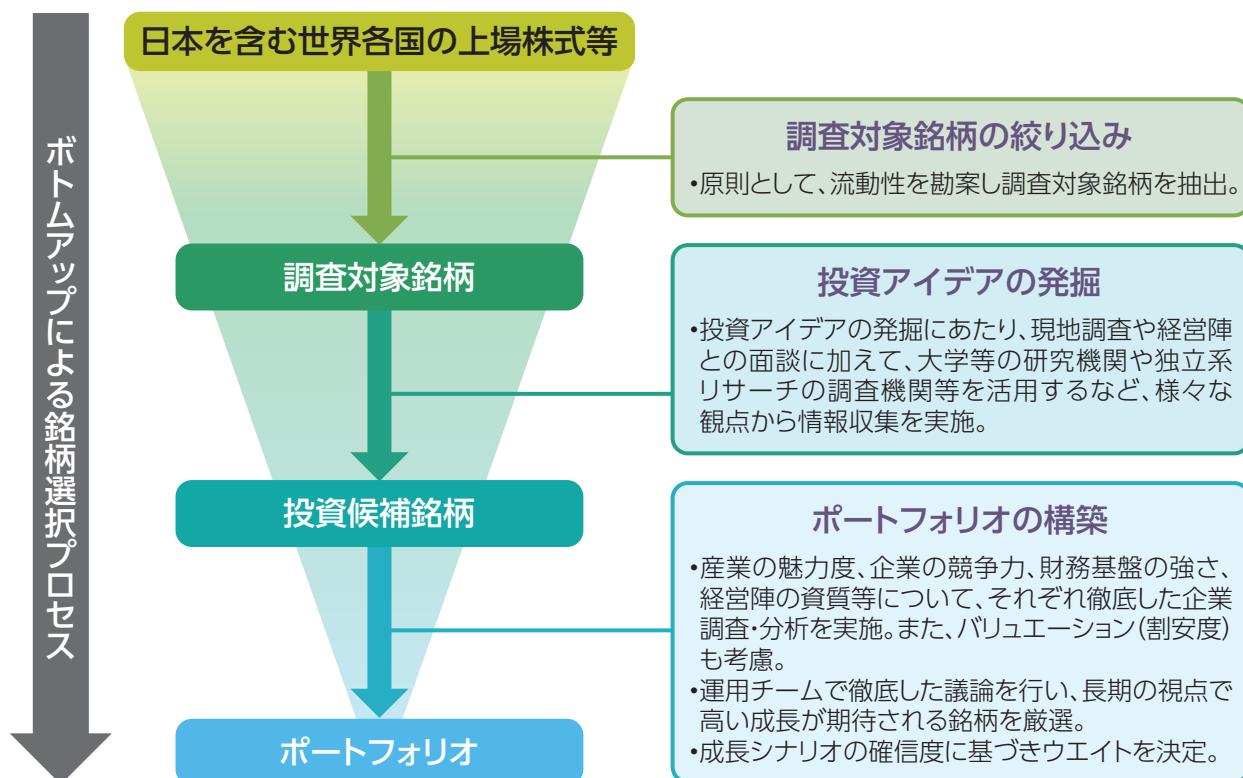 ボトムアップによる銘柄選択プロセス
日本を含む世界各国の上場株式等
調査対象銘柄の絞り込み
•原則として、流動性を勘案し調査対象銘柄を抽出。
調査対象銘柄
投資アイデアの発掘
•投資アイデアの発掘にあたり、現地調査や経営陣
との面談に加えて、大学等の研究機関や独立系
リサーチの調査機関等を活用するなど、様々な
観点から情報収集を実施。
投資候補銘柄
ポートフォリオの構築
•産業の魅力度、企業の競争力、財務基盤の強さ、
経営陣の資質等について、それぞれ徹底した企業
調査・分析を実施。また、バリュエーション(割安度)
も考慮。
•運用チームで徹底した議論を行い、長期の視点で
高い成長が期待される銘柄を厳選。
•成長シナリオの確信度に基づきウエイトを決定。
ポートフォリオ